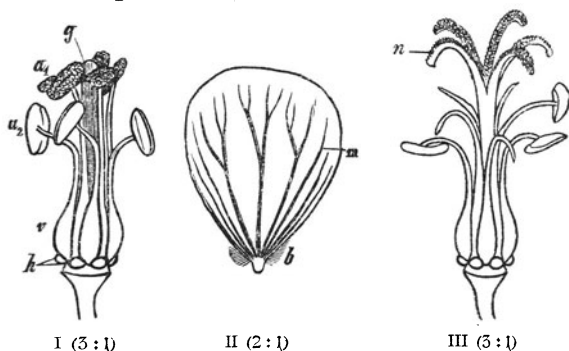 g
a₁
a₂
v
h
m
b
n
I (3 : 1) II (2 : 1) III (3 : 1)